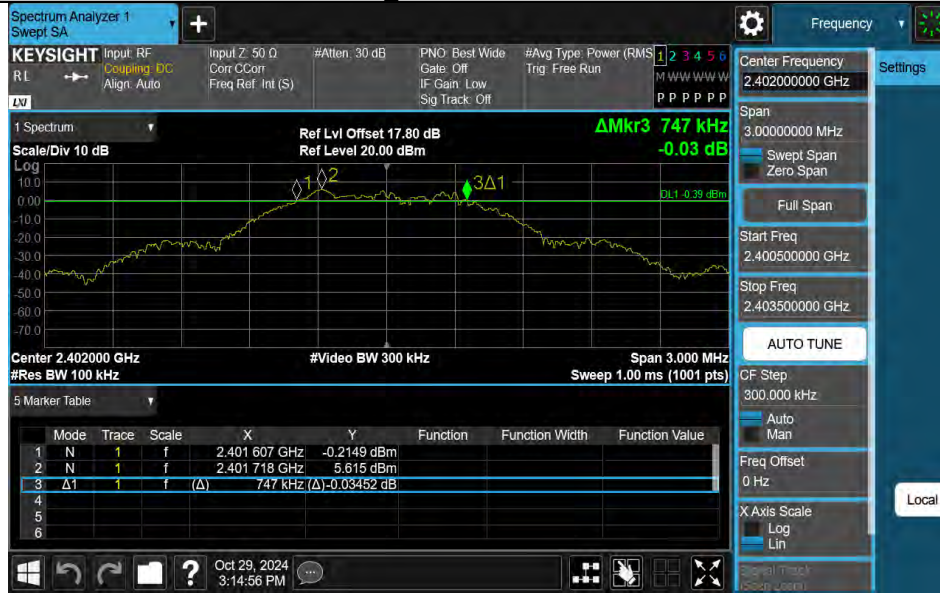 Spectrum Analyzer 1
Swept SA
Frequency
Settings
KEYSIGHT
RL
LXI
Input: RF
Coupling: DC
Align: Auto
Input Z: 50 Ω
Corr CCorr
Freq Ref: Int (S)
#Atten: 30 dB
PNO: Best Wide
Gate: Off
IF Gain: Low
Sig Track: Off
#Avg Type: Power (RMS
Trig: Free Run
1 2 3 4 5 6
M W W W W W
P P P P P P
1 Spectrum
Scale/Div 10 dB
Ref Lvl Offset 17.80 dB
Ref Level 20.00 dBm
ΔMkr3 747 kHz
-0.03 dB
Log
10.0
0.00
-10.0
-20.0
-30.0
-40.0
-50.0
-60.0
-70.0
1
2
3Δ1
DL1 -0.39 dBm
Center 2.402000 GHz
#Video BW 300 kHz
Span 3.000 MHz
#Res BW 100 kHz
Sweep 1.00 ms (1001 pts)
5 Marker Table
Mode Trace Scale X Y Function Function Width Function Value
1 N 1 f 2.401 607 GHz -0.2149 dBm
2 N 1 f 2.401 718 GHz 5.615 dBm
3 Δ1 1 f (Δ) 747 kHz (Δ) -0.03452 dB
4
5
6
Center Frequency
2.402000000 GHz
Span
3.00000000 MHz
Swept Span
Zero Span
Full Span
Start Freq
2.400500000 GHz
Stop Freq
2.403500000 GHz
AUTO TUNE
CF Step
300.000 kHz
Auto
Man
Freq Offset
0 Hz
X Axis Scale
Log
Lin
Signal Track
(Span Zoom)
Local
?
Oct 29, 2024
3:14:56 PM